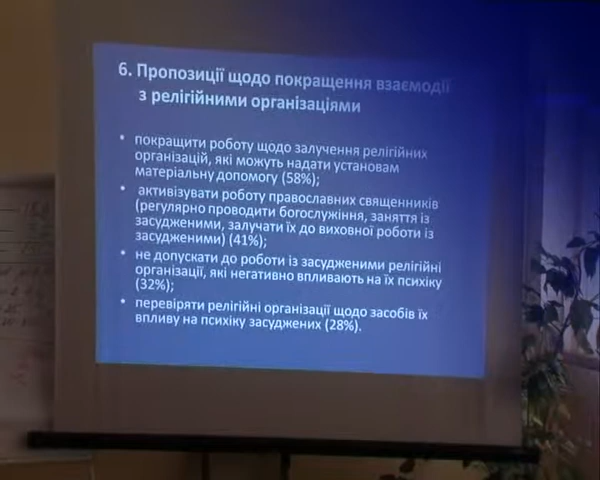 6. Пропозиції щодо покращення взаємодії
з релігійними організаціями
• покращити роботу щодо залучення релігійних
організацій, які можуть надати установам
матеріальну допомогу (58%);
• активізувати роботу православних священників
(регулярно проводити богослужіння, заняття із
засудженими, залучати їх до виховної роботи із
засудженими) (41%);
• не допускати до роботи із засудженими релігійні
організації, які негативно впливають на їх психіку
(32%);
• перевіряти релігійні організації щодо засобів їх
впливу на психіку засуджених (28%).